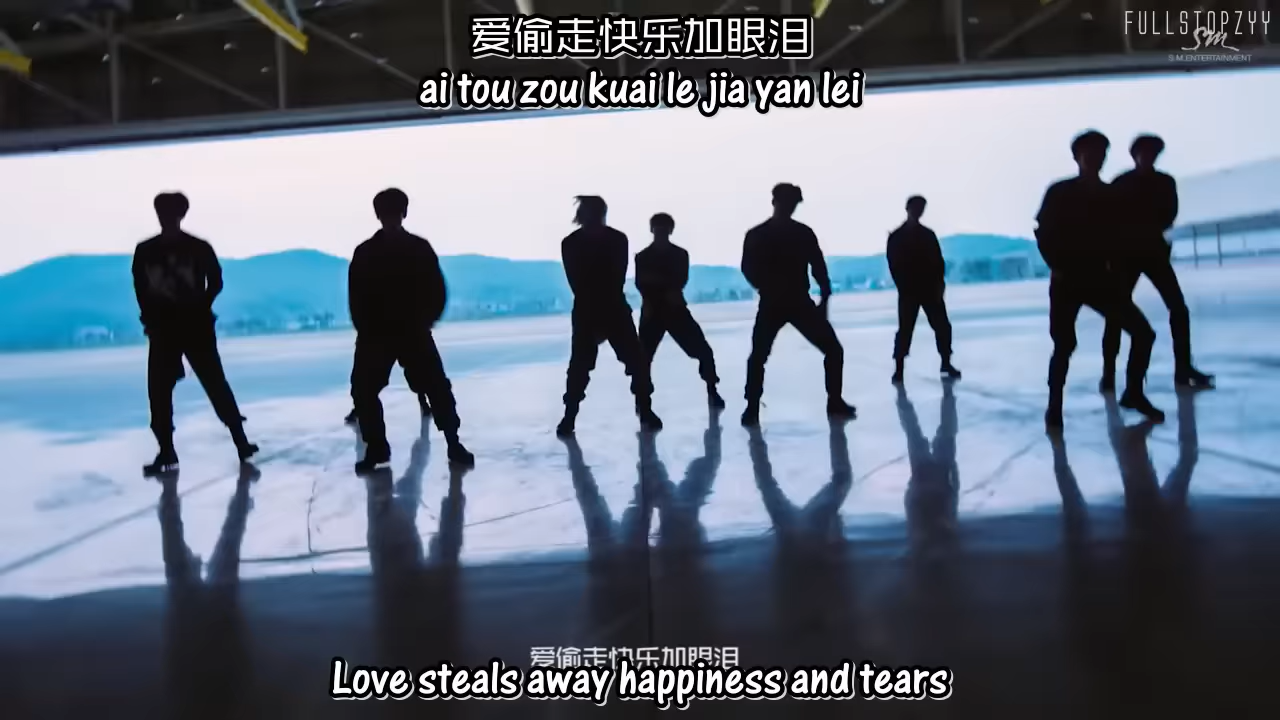 爱偷走快乐加眼泪
ai tou zou kuai le jia yan lei
FULLSTOPZYY
SM
S.M.ENTERTAINMENT
爱偷走快乐加眼泪
Love steals away happiness and tears